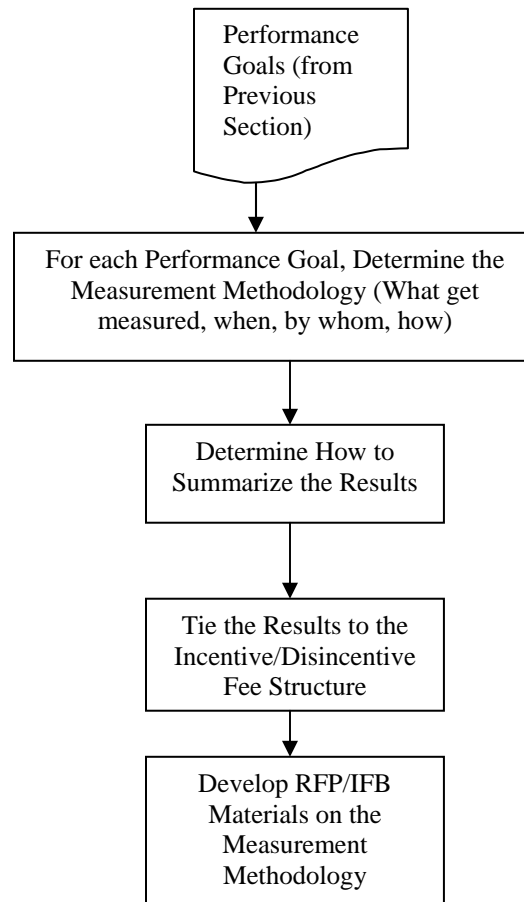 Performance
Goals (from
Previous
Section)
For each Performance Goal, Determine the
Measurement Methodology (What get
measured, when, by whom, how)
Determine How to
Summarize the Results
Tie the Results to the
Incentive/Disincentive
Fee Structure
Develop RFP/IFB
Materials on the
Measurement
Methodology